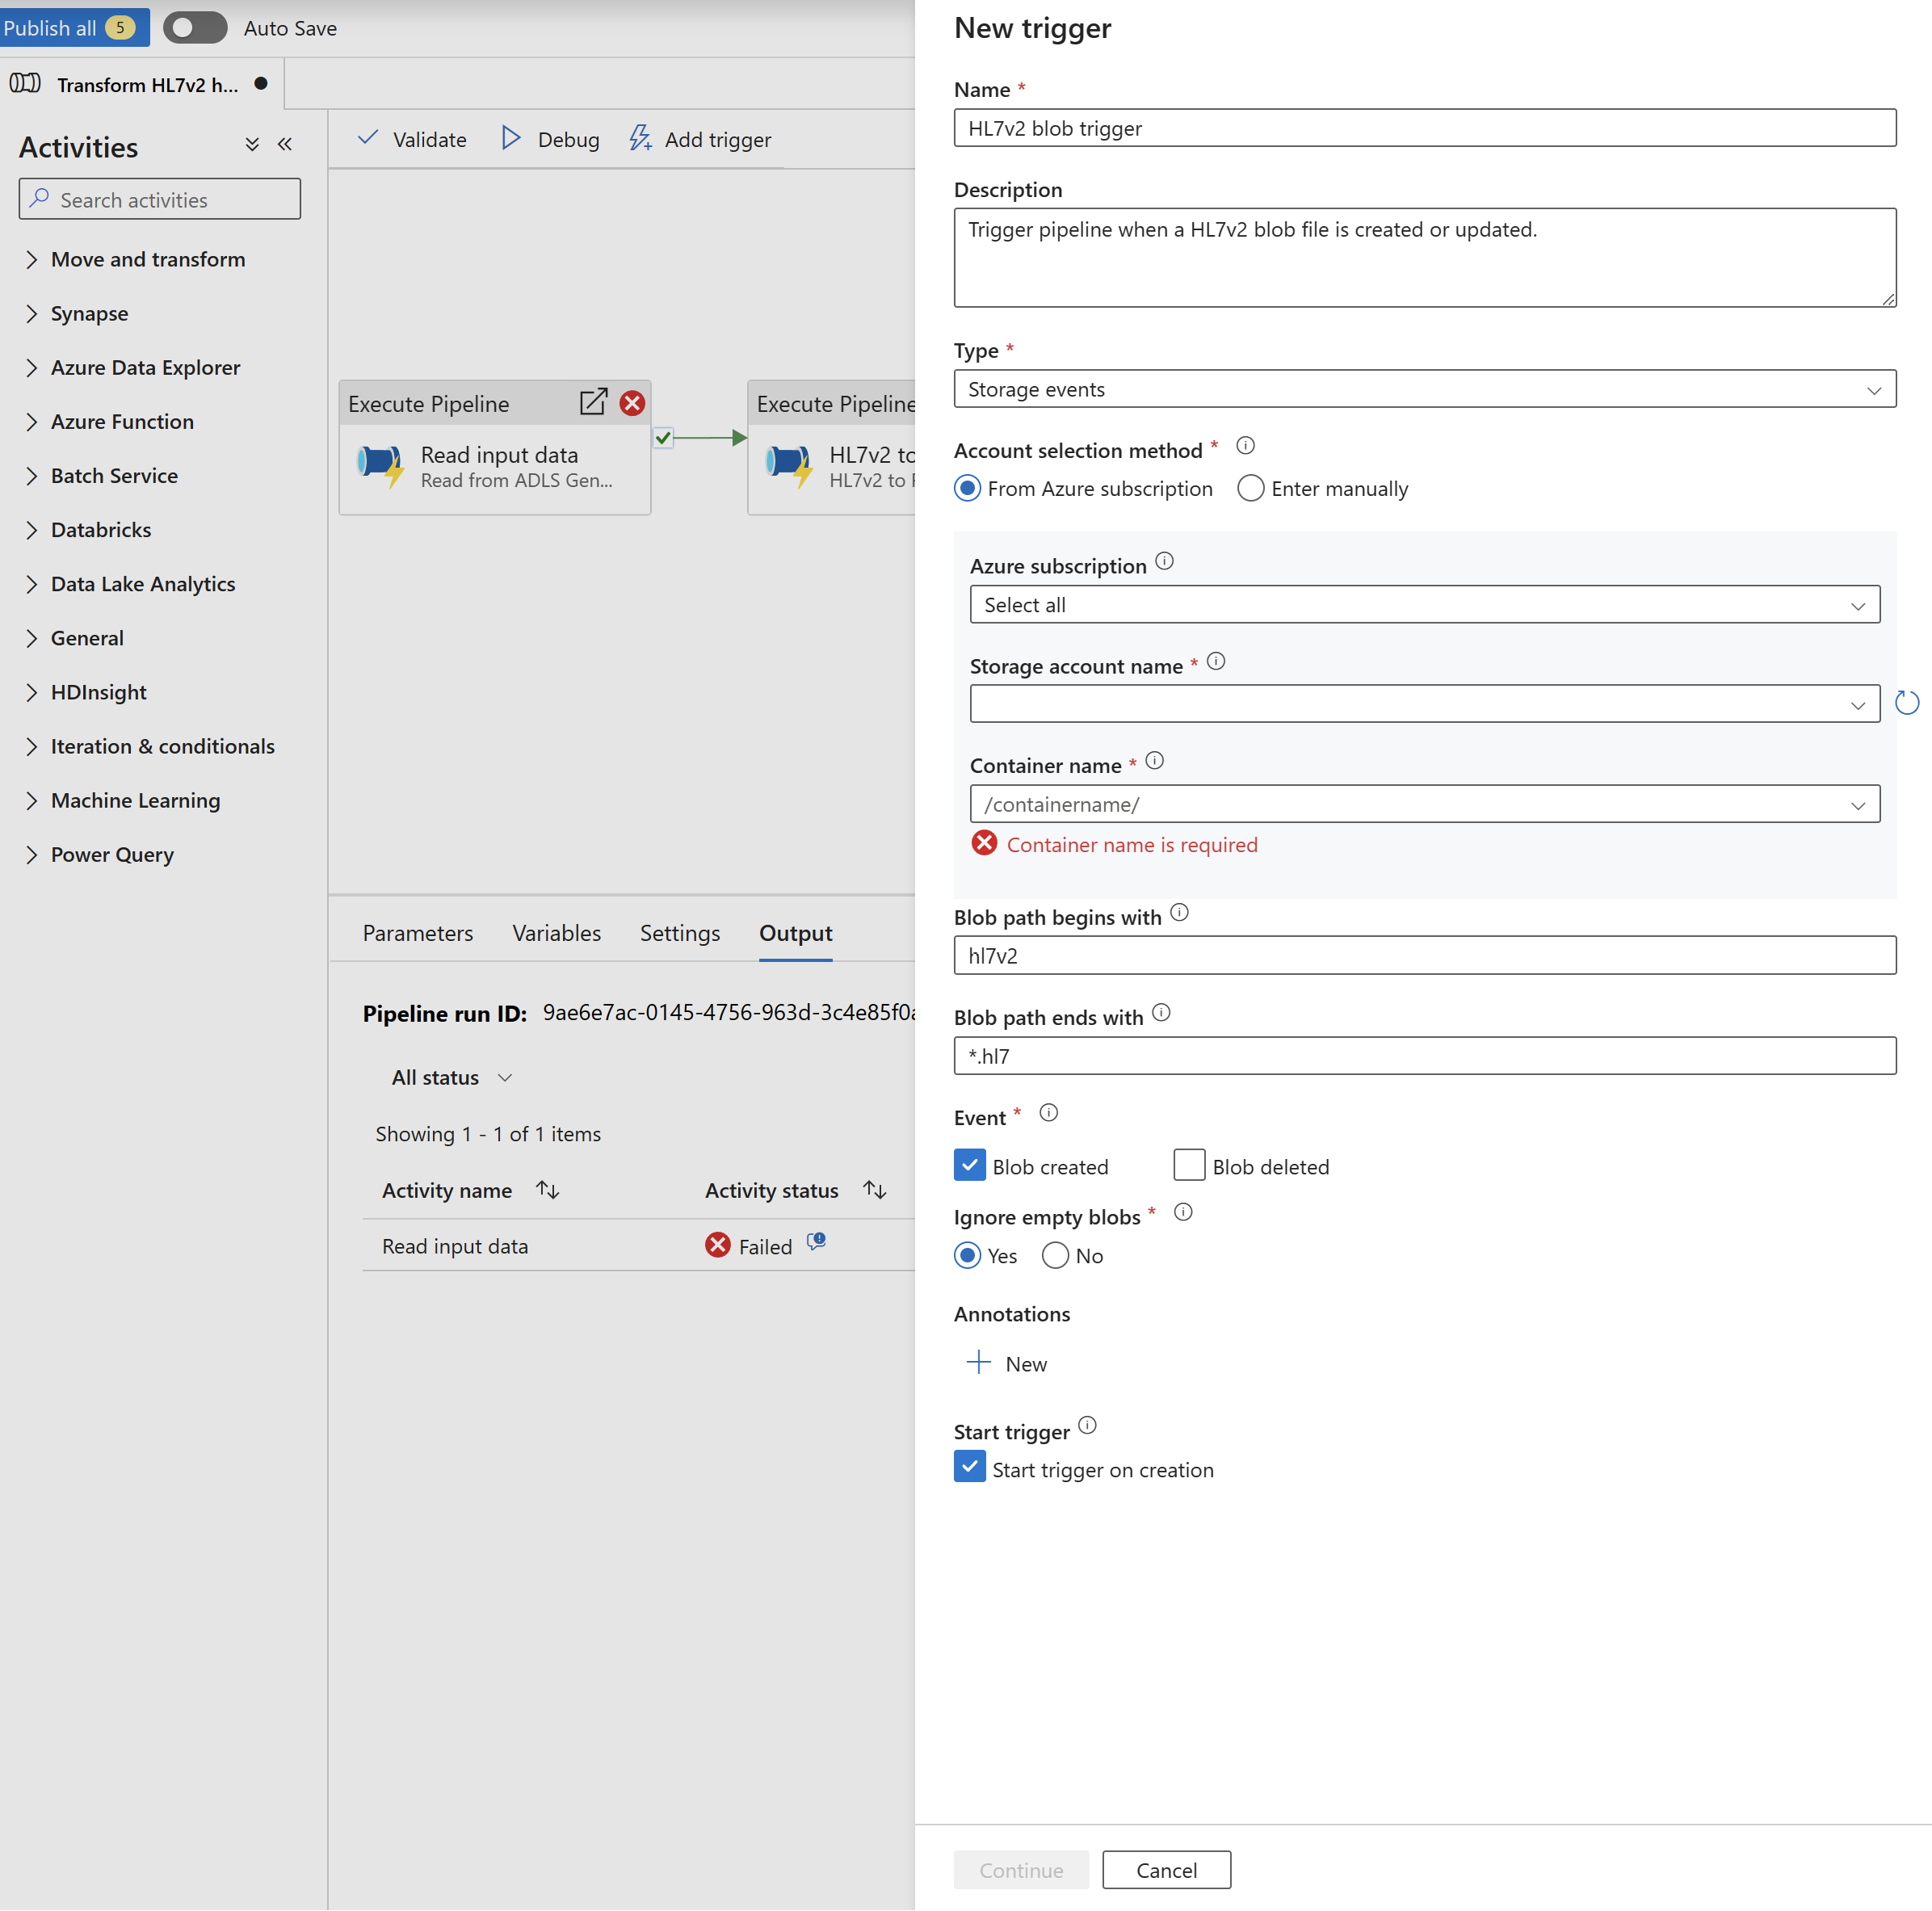 Publish all 5
Auto Save
Transform HL7v2 h...
Activities
Search activities
Move and transform
Synapse
Azure Data Explorer
Azure Function
Batch Service
Databricks
Data Lake Analytics
General
HDInsight
Iteration & conditionals
Machine Learning
Power Query
Validate
Debug
Add trigger
Execute Pipeline
Read input data
Read from ADLS Gen...
Execute Pipeline
HL7v2 to
HL7v2 to
Parameters
Variables
Settings
Output
Pipeline run ID: 9ae6e7ac-0145-4756-963d-3c4e85f0
All status
Showing 1 - 1 of 1 items
Activity name
Activity status
Read input data
Failed
New trigger
Name *
HL7v2 blob trigger
Description
Trigger pipeline when a HL7v2 blob file is created or updated.
Type *
Storage events
Account selection method *
From Azure subscription
Enter manually
Azure subscription
Select all
Storage account name *
Container name *
/containername/
Container name is required
Blob path begins with
hl7v2
Blob path ends with
*.hl7
Event *
Blob created
Blob deleted
Ignore empty blobs *
Yes
No
Annotations
New
Start trigger
Start trigger on creation
Continue
Cancel